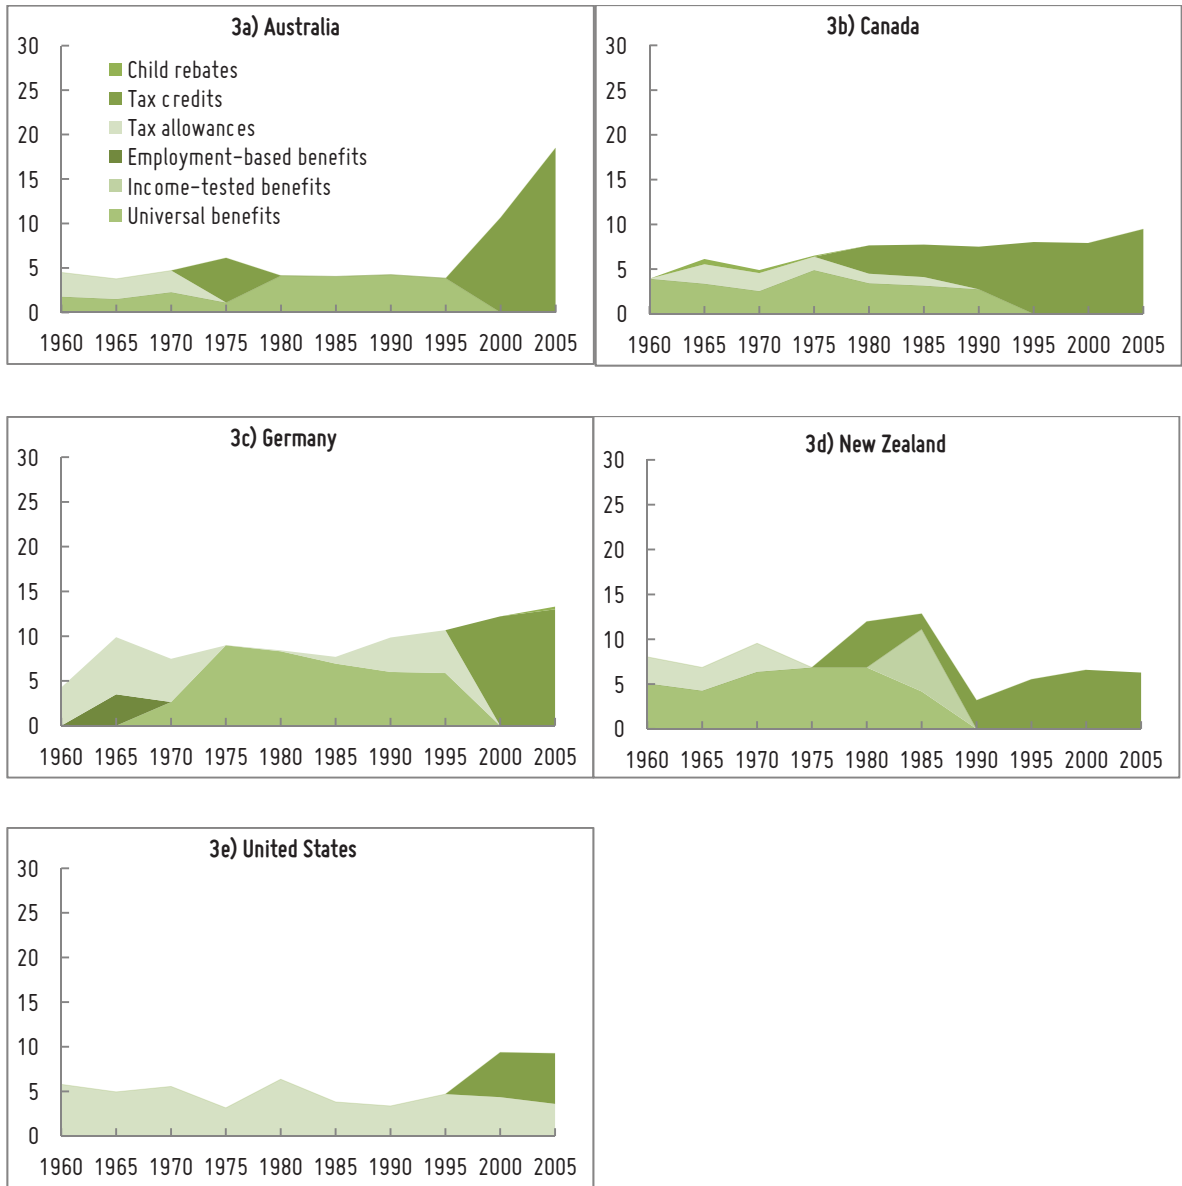 3a) Australia
30
25
20
15
10
5
0
Child rebates
Tax credits
Tax allowances
Employment-based benefits
Income-tested benefits
Universal benefits
1960 1965 1970 1975 1980 1985 1990 1995 2000 2005
3b) Canada
30
25
20
15
10
5
0
1960 1965 1970 1975 1980 1985 1990 1995 2000 2005
3c) Germany
30
25
20
15
10
5
0
1960 1965 1970 1975 1980 1985 1990 1995 2000 2005
3d) New Zealand
30
25
20
15
10
5
0
1960 1965 1970 1975 1980 1985 1990 1995 2000 2005
3e) United States
30
25
20
15
10
5
0
1960 1965 1970 1975 1980 1985 1990 1995 2000 2005